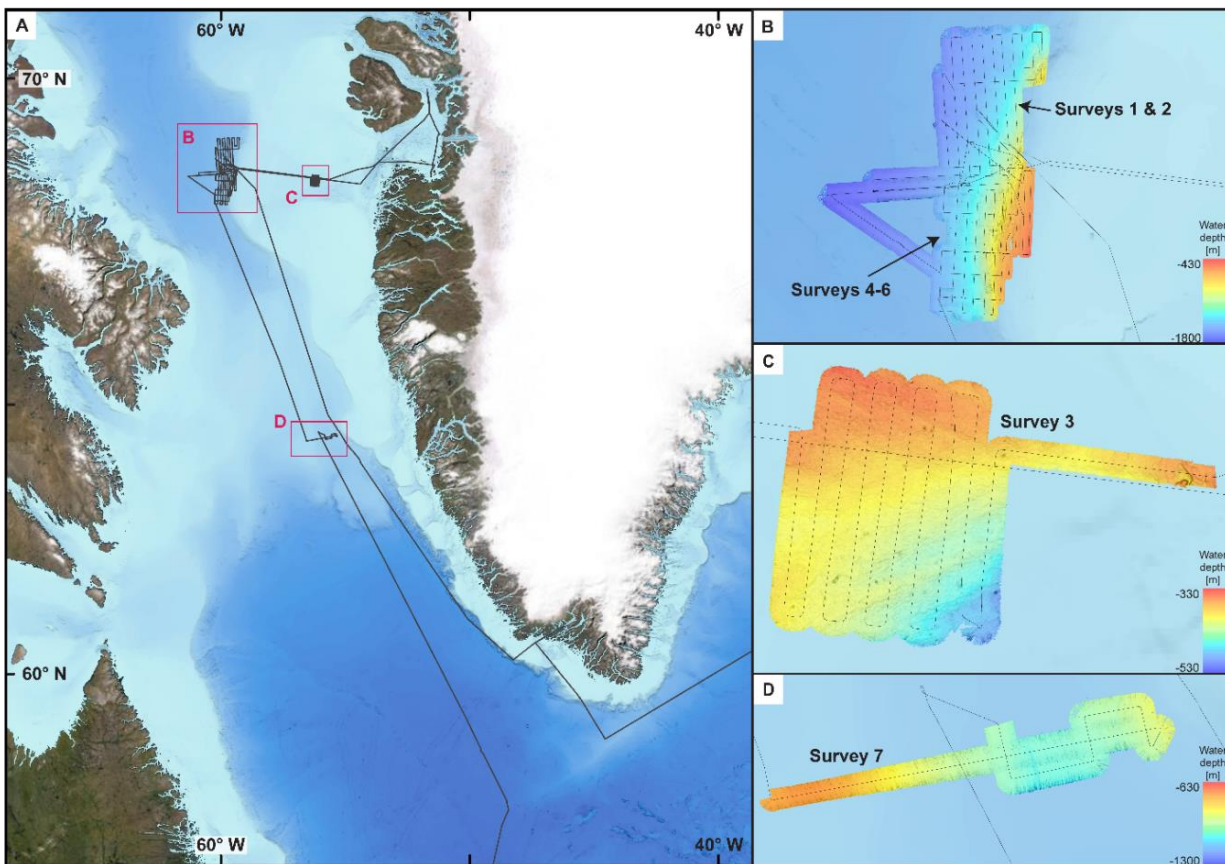 A
60° W
40° W
70° N
B
C
D
60° N
60° W
40° W
B
Surveys 1 & 2
Surveys 4-6
Water
depth
[m]
-430
-1800
C
Survey 3
Water
depth
[m]
-330
-530
D
Survey 7
Water
depth
[m]
-630
-1300